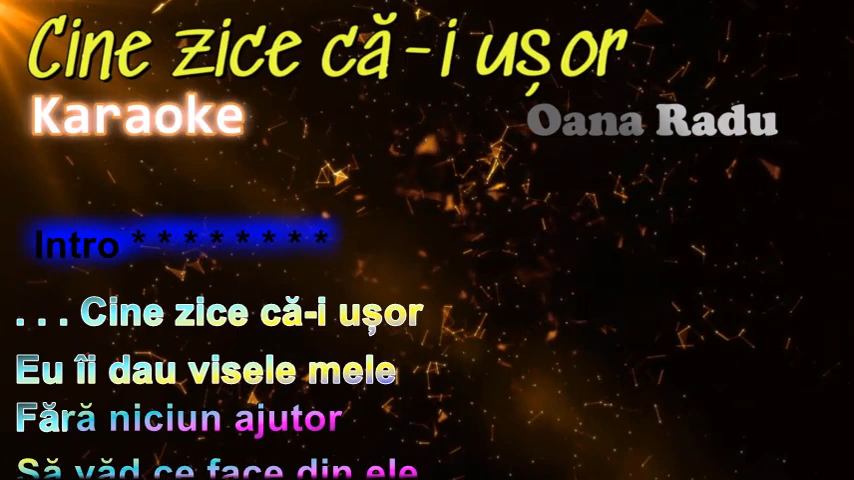 Cine zice că-i ușor
Karaoke
Oana Radu
Intro * * * * * * * *
. . . Cine zice că-i ușor
Eu îi dau visele mele
Fără niciun ajutor
Să văd ce face din ele